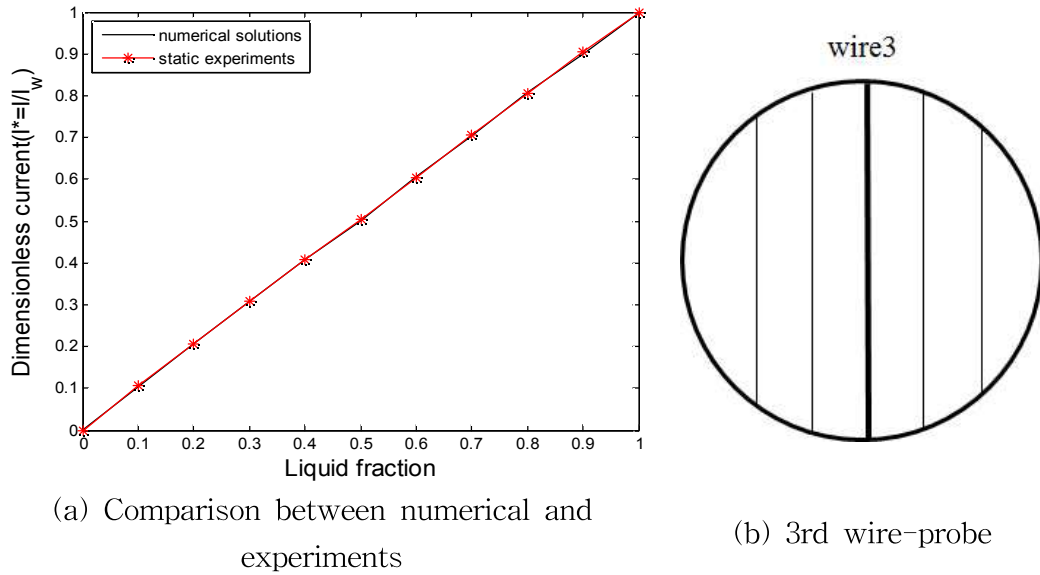 numerical solutions
static experiments
Dimensionless current(I*=I/I_w)
1
0.9
0.8
0.7
0.6
0.5
0.4
0.3
0.2
0.1
0
0 0.1 0.2 0.3 0.4 0.5 0.6 0.7 0.8 0.9 1
Liquid fraction
(a) Comparison between numerical and
experiments
wire3
(b) 3rd wire-probe